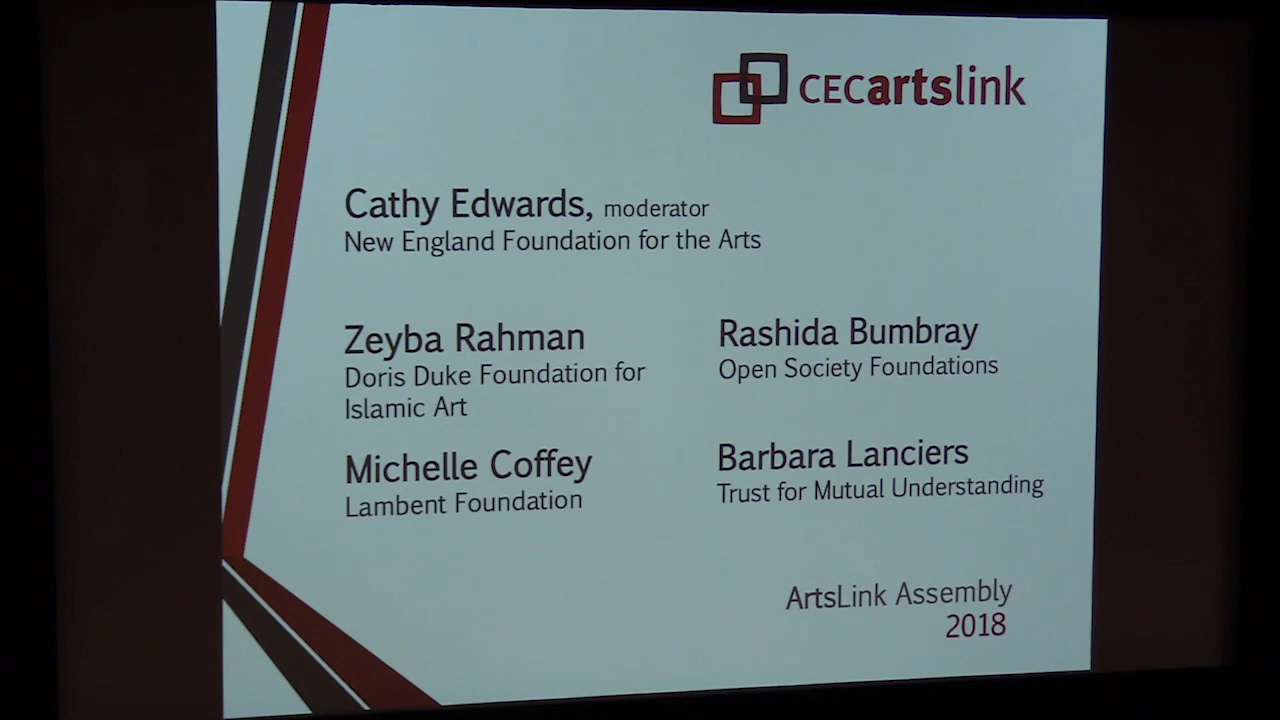 CECartslink
Cathy Edwards, moderator
New England Foundation for the Arts
Zeyba Rahman
Doris Duke Foundation for
Islamic Art
Rashida Bumbray
Open Society Foundations
Michelle Coffey
Lambent Foundation
Barbara Lanciers
Trust for Mutual Understanding
ArtsLink Assembly
2018